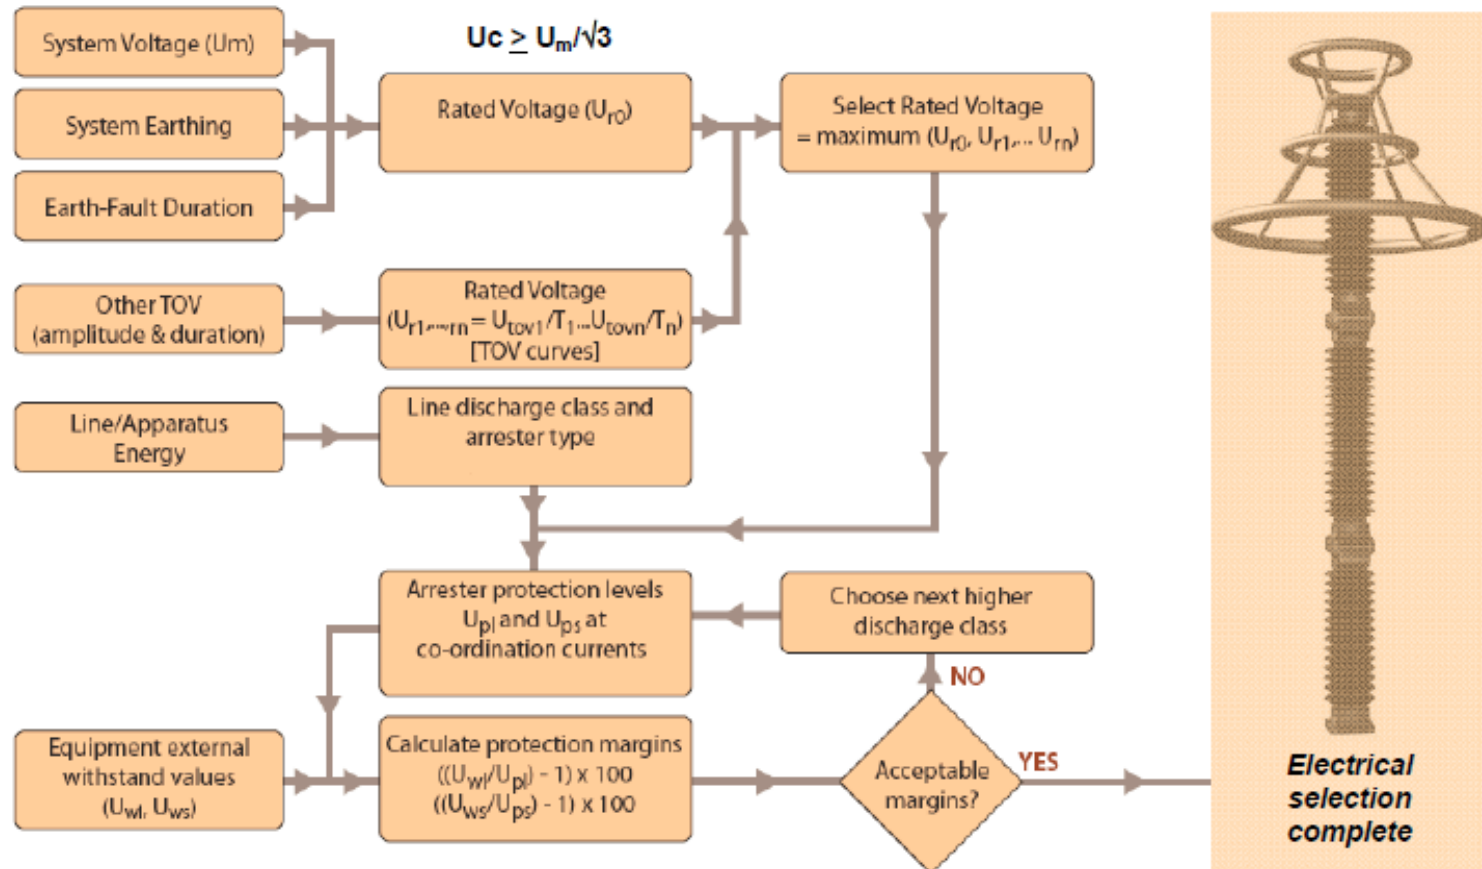 System Voltage (Um)
Uc ≥ Um/√3
System Earthing
Rated Voltage (Ur0)
Select Rated Voltage
= maximum (Ur0, Ur1,... Urn)
Earth-Fault Duration
Other TOV
(amplitude & duration)
Rated Voltage
(Ur1,...,rn = Utov1/T1...Utovn/Tn)
[TOV curves]
Line/Apparatus
Energy
Line discharge class and
arrester type
Arrester protection levels
Upl and Ups at
co-ordination currents
Choose next higher
discharge class
NO
Equipment external
withstand values
(Uwl, Uws)
Calculate protection margins
((Uwl/Upl) - 1) x 100
((Uws/Ups) - 1) x 100
Acceptable
margins?
YES
Electrical
selection
complete